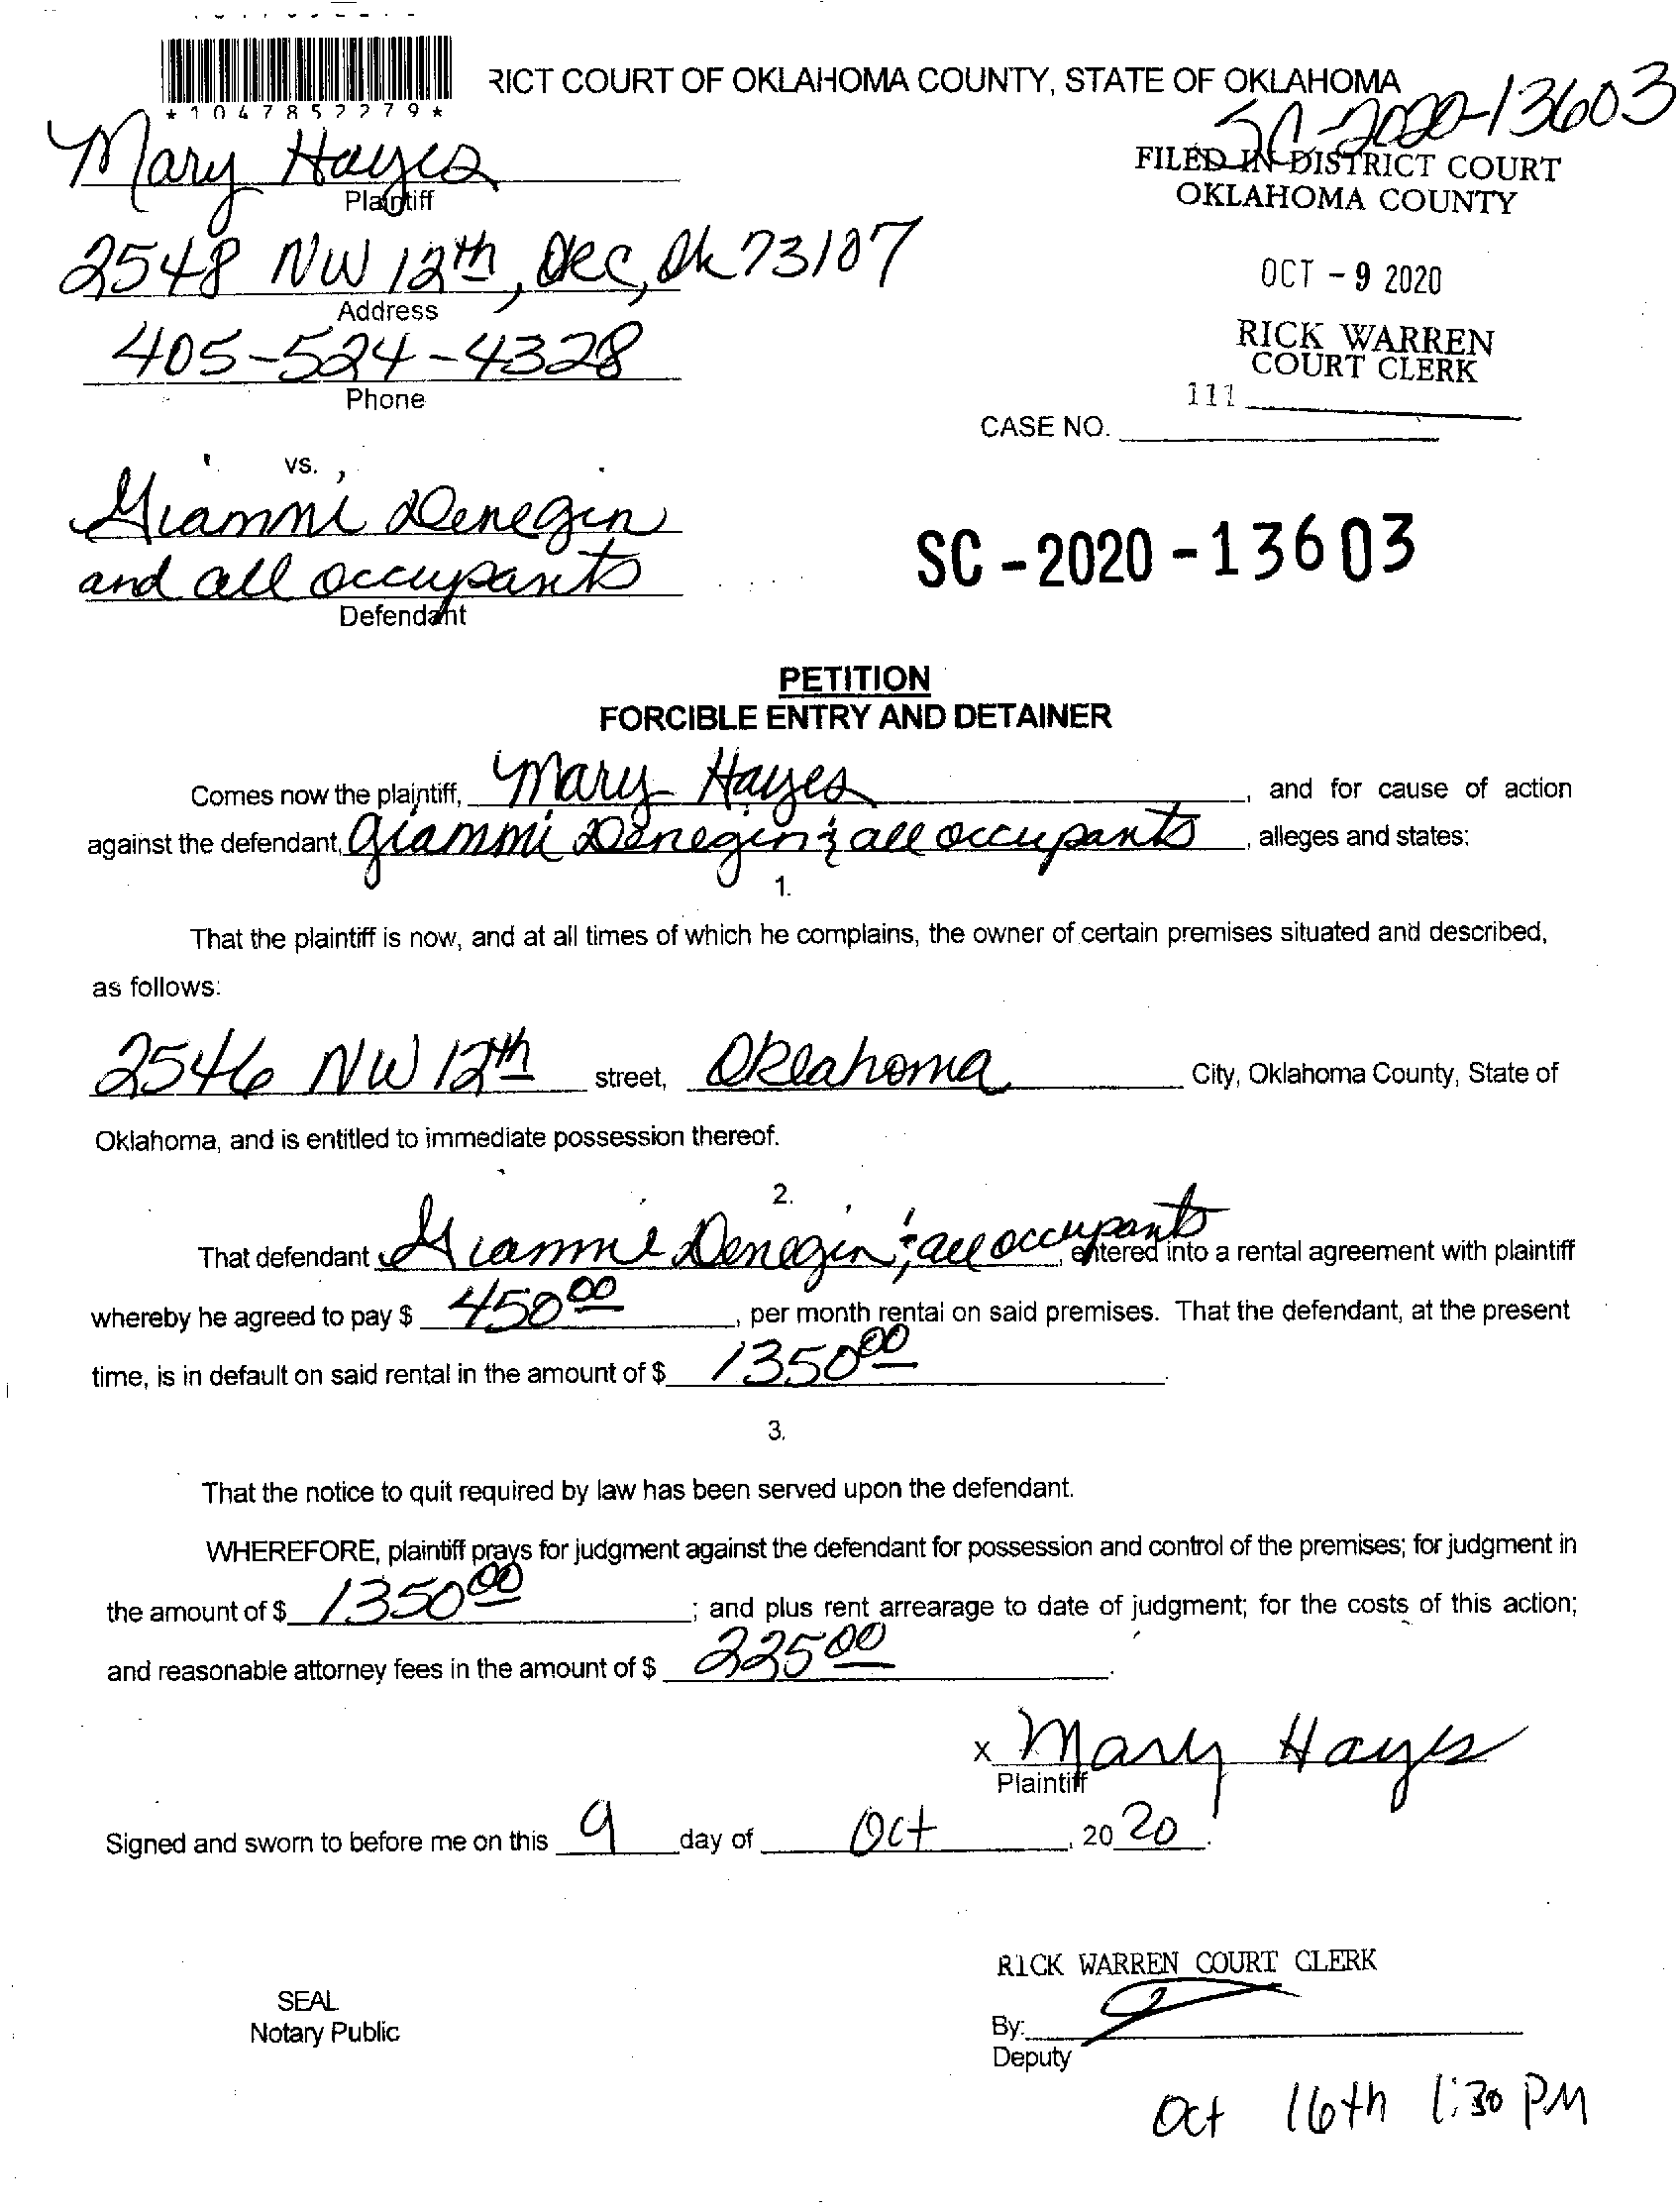 RICT COURT OF OKLAHOMA COUNTY, STATE OF OKLAHOMA
*1047852279*
SC-2020-13603
Mary Hayes
Plaintiff
FILED IN DISTRICT COURT
OKLAHOMA COUNTY
2548 NW 12th, Okc, Ok 73107
Address
OCT - 9 2020
405-524-4328
Phone
RICK WARREN
COURT CLERK
111
CASE NO.
vs.
Giammi Denegin
and all occupants
Defendant
SC - 2020 - 13603
PETITION
FORCIBLE ENTRY AND DETAINER
Comes now the plaintiff, Mary Hayes, and for cause of action
against the defendant, Giammi Denegin & all occupants, alleges and states:
1.
That the plaintiff is now, and at all times of which he complains, the owner of certain premises situated and described,
as follows:
2546 NW 12th street, Oklahoma City, Oklahoma County, State of
Oklahoma, and is entitled to immediate possession thereof.
2.
That defendant Giammi Denegin & all occupants, entered into a rental agreement with plaintiff
whereby he agreed to pay $ 450.00, per month rental on said premises. That the defendant, at the present
time, is in default on said rental in the amount of $ 1350.00.
3.
That the notice to quit required by law has been served upon the defendant.
WHEREFORE, plaintiff prays for judgment against the defendant for possession and control of the premises; for judgment in
the amount of $ 1350.00; and plus rent arrearage to date of judgment; for the costs of this action;
and reasonable attorney fees in the amount of $ 225.00.
x Mary Hayes
Plaintiff
Signed and sworn to before me on this 9 day of Oct, 2020.
RICK WARREN COURT CLERK
SEAL
Notary Public
By:
Deputy
Oct 16th 1:30 PM